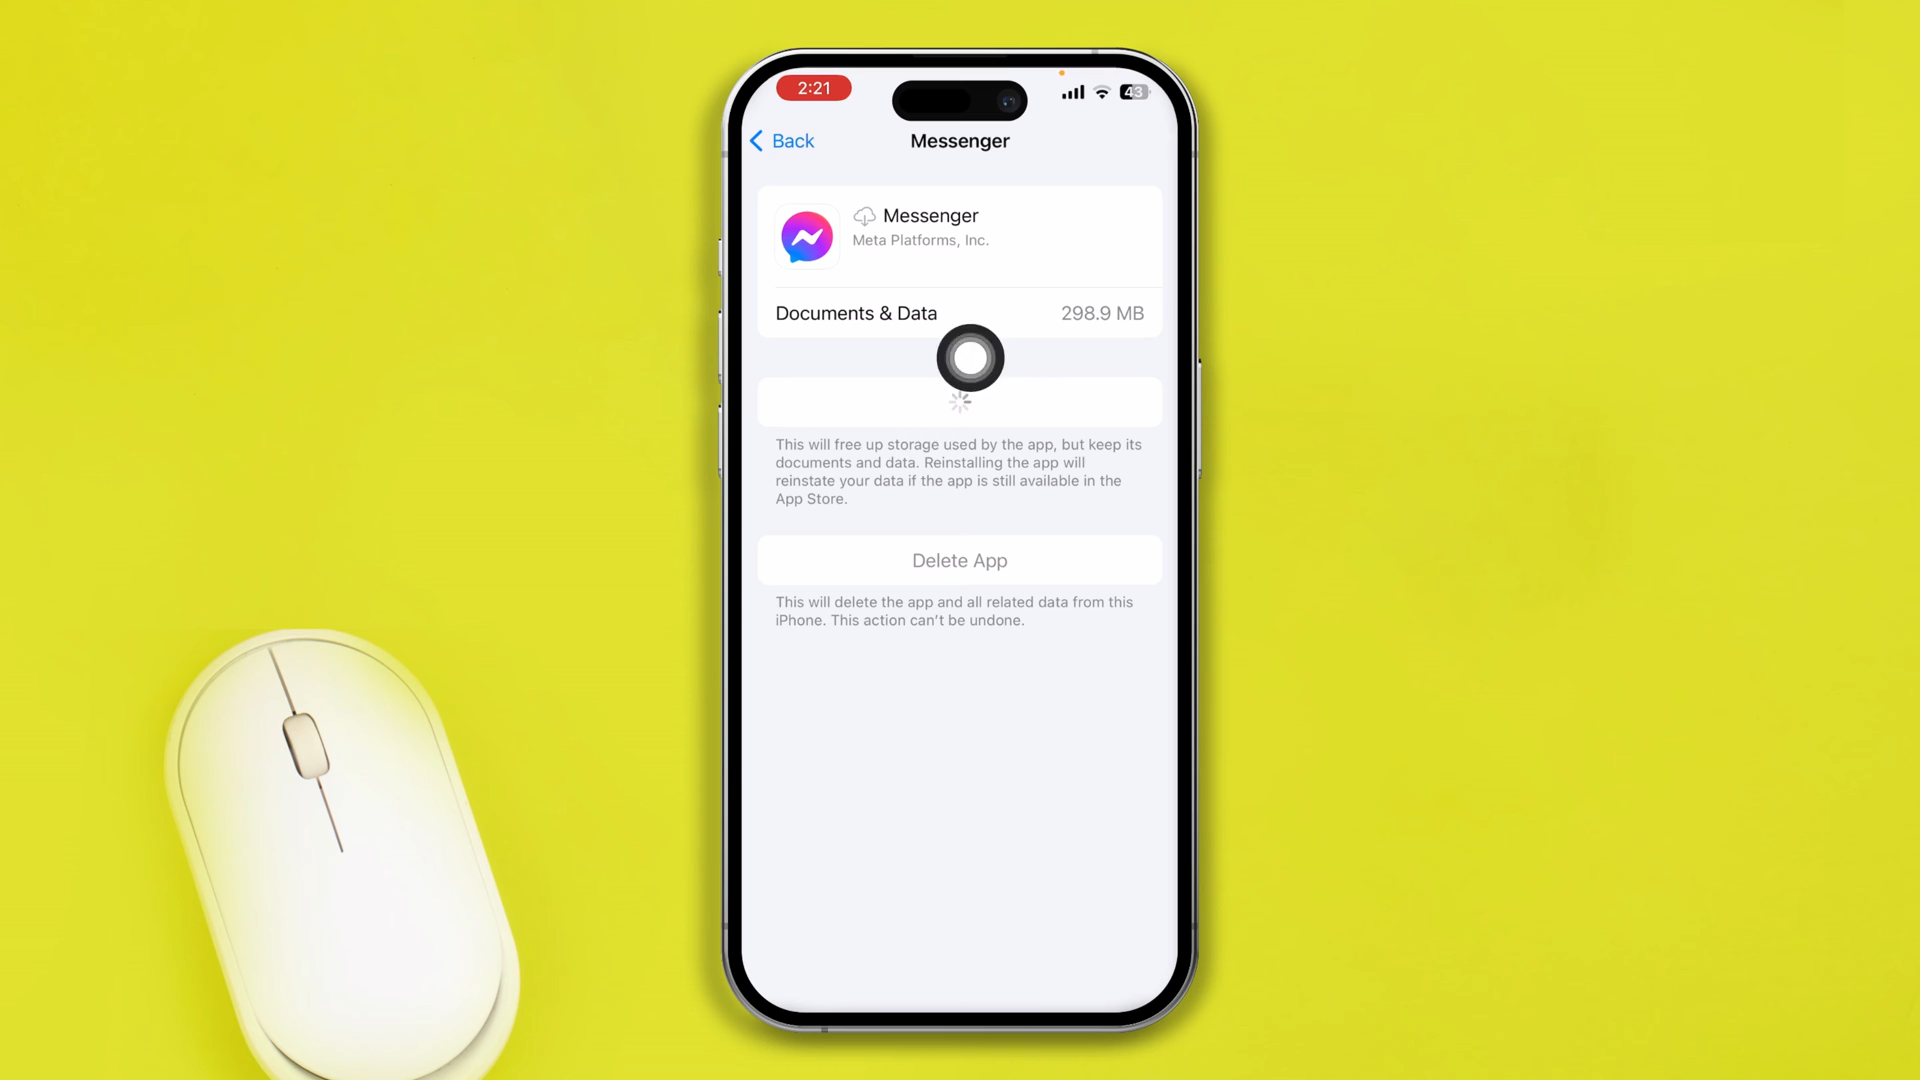 2:21
43
Back
Messenger
Messenger
Meta Platforms, Inc.
Documents & Data 298.9 MB
This will free up storage used by the app, but keep its
documents and data. Reinstalling the app will
reinstate your data if the app is still available in the
App Store.
Delete App
This will delete the app and all related data from this
iPhone. This action can't be undone.